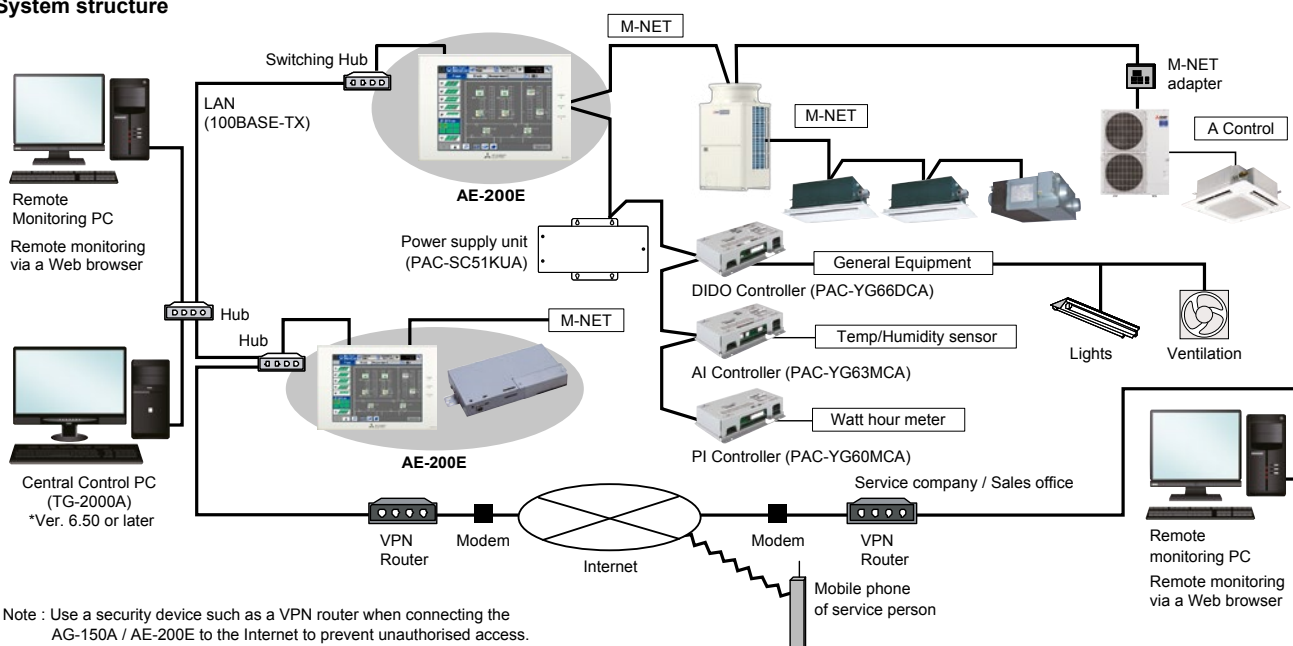 System structure
M-NET
Switching Hub
LAN
(100BASE-TX)
M-NET
adapter
M-NET
A Control
Remote
Monitoring PC
Remote monitoring
via a Web browser
AE-200E
Power supply unit
(PAC-SC51KUA)
General Equipment
DIDO Controller (PAC-YG66DCA)
Hub
Hub
M-NET
Temp/Humidity sensor
AI Controller (PAC-YG63MCA)
Lights
Ventilation
Watt hour meter
PI Controller (PAC-YG60MCA)
AE-200E
Central Control PC
(TG-2000A)
*Ver. 6.50 or later
Service company / Sales office
VPN
Router
Modem
Internet
Modem
VPN
Router
Remote
monitoring PC
Remote monitoring
via a Web browser
Mobile phone
of service person
Note : Use a security device such as a VPN router when connecting the
AG-150A / AE-200E to the Internet to prevent unauthorised access.